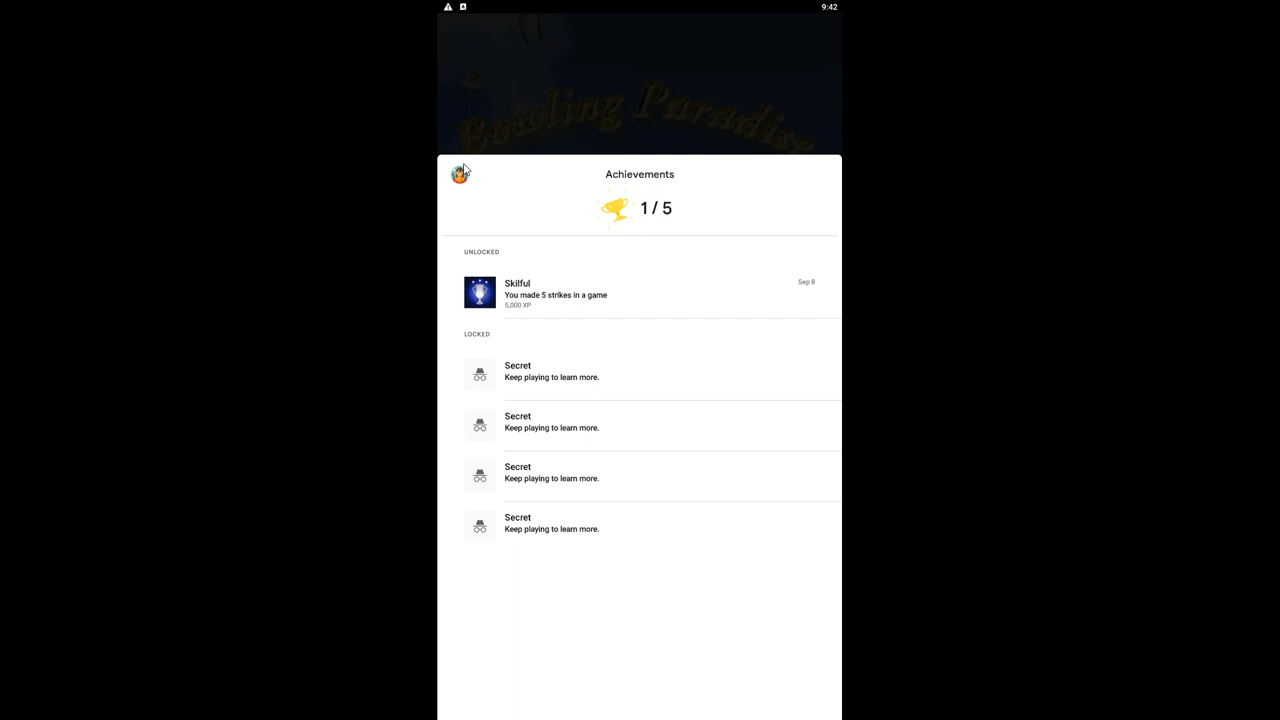 9:42
Bowling Paradise
Achievements
1 / 5
UNLOCKED
Skilful
Sep 8
You made 5 strikes in a game
5,000 XP
LOCKED
Secret
Keep playing to learn more.
Secret
Keep playing to learn more.
Secret
Keep playing to learn more.
Secret
Keep playing to learn more.